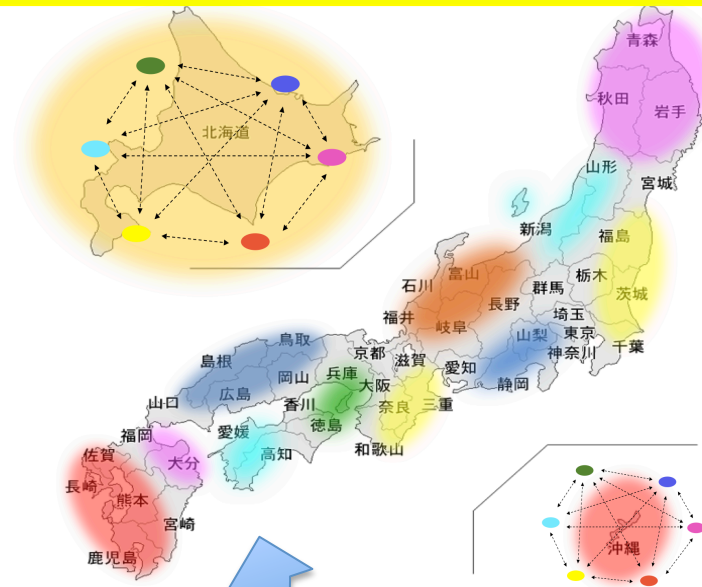 青森
秋田
岩手
北海道
山形
宮城
新潟
福島
富山
石川
栃木
群馬
茨城
長野
福井
埼玉
岐阜
山梨
東京
鳥取
千葉
京都
神奈川
島根
滋賀
愛知
兵庫
岡山
静岡
大阪
広島
山口
香川
奈良
三重
徳島
福岡
愛媛
和歌山
佐賀
高知
大分
長崎
熊本
宮崎
沖縄
鹿児島